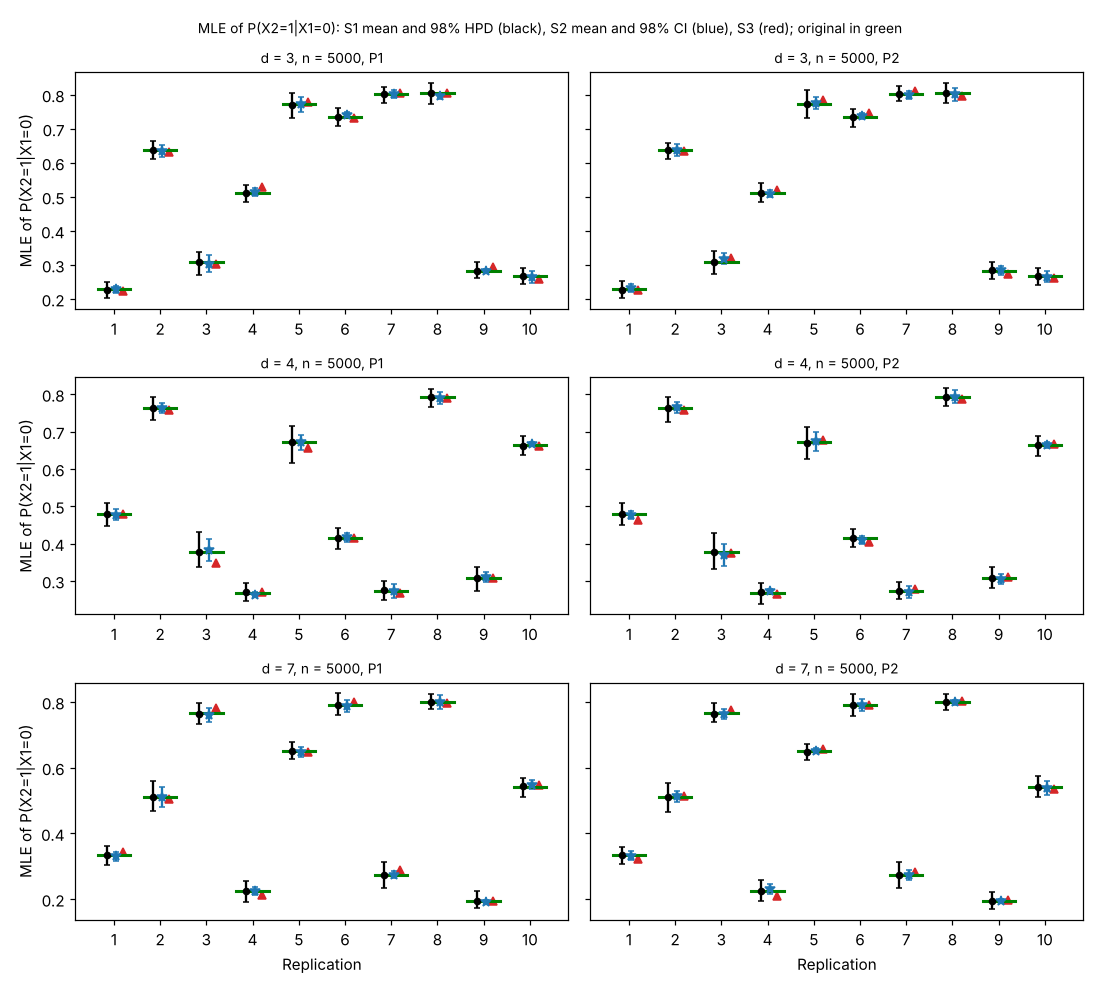 MLE of P(X2=1|X1=0): S1 mean and 98% HPD (black), S2 mean and 98% CI (blue), S3 (red); original in green
d = 3, n = 5000, P1
d = 3, n = 5000, P2
MLE of P(X2=1|X1=0)
0.8
0.7
0.6
0.5
0.4
0.3
0.2
1 2 3 4 5 6 7 8 9 10
1 2 3 4 5 6 7 8 9 10
d = 4, n = 5000, P1
d = 4, n = 5000, P2
MLE of P(X2=1|X1=0)
0.8
0.7
0.6
0.5
0.4
0.3
1 2 3 4 5 6 7 8 9 10
1 2 3 4 5 6 7 8 9 10
d = 7, n = 5000, P1
d = 7, n = 5000, P2
MLE of P(X2=1|X1=0)
0.8
0.6
0.4
0.2
1 2 3 4 5 6 7 8 9 10
1 2 3 4 5 6 7 8 9 10
Replication
Replication